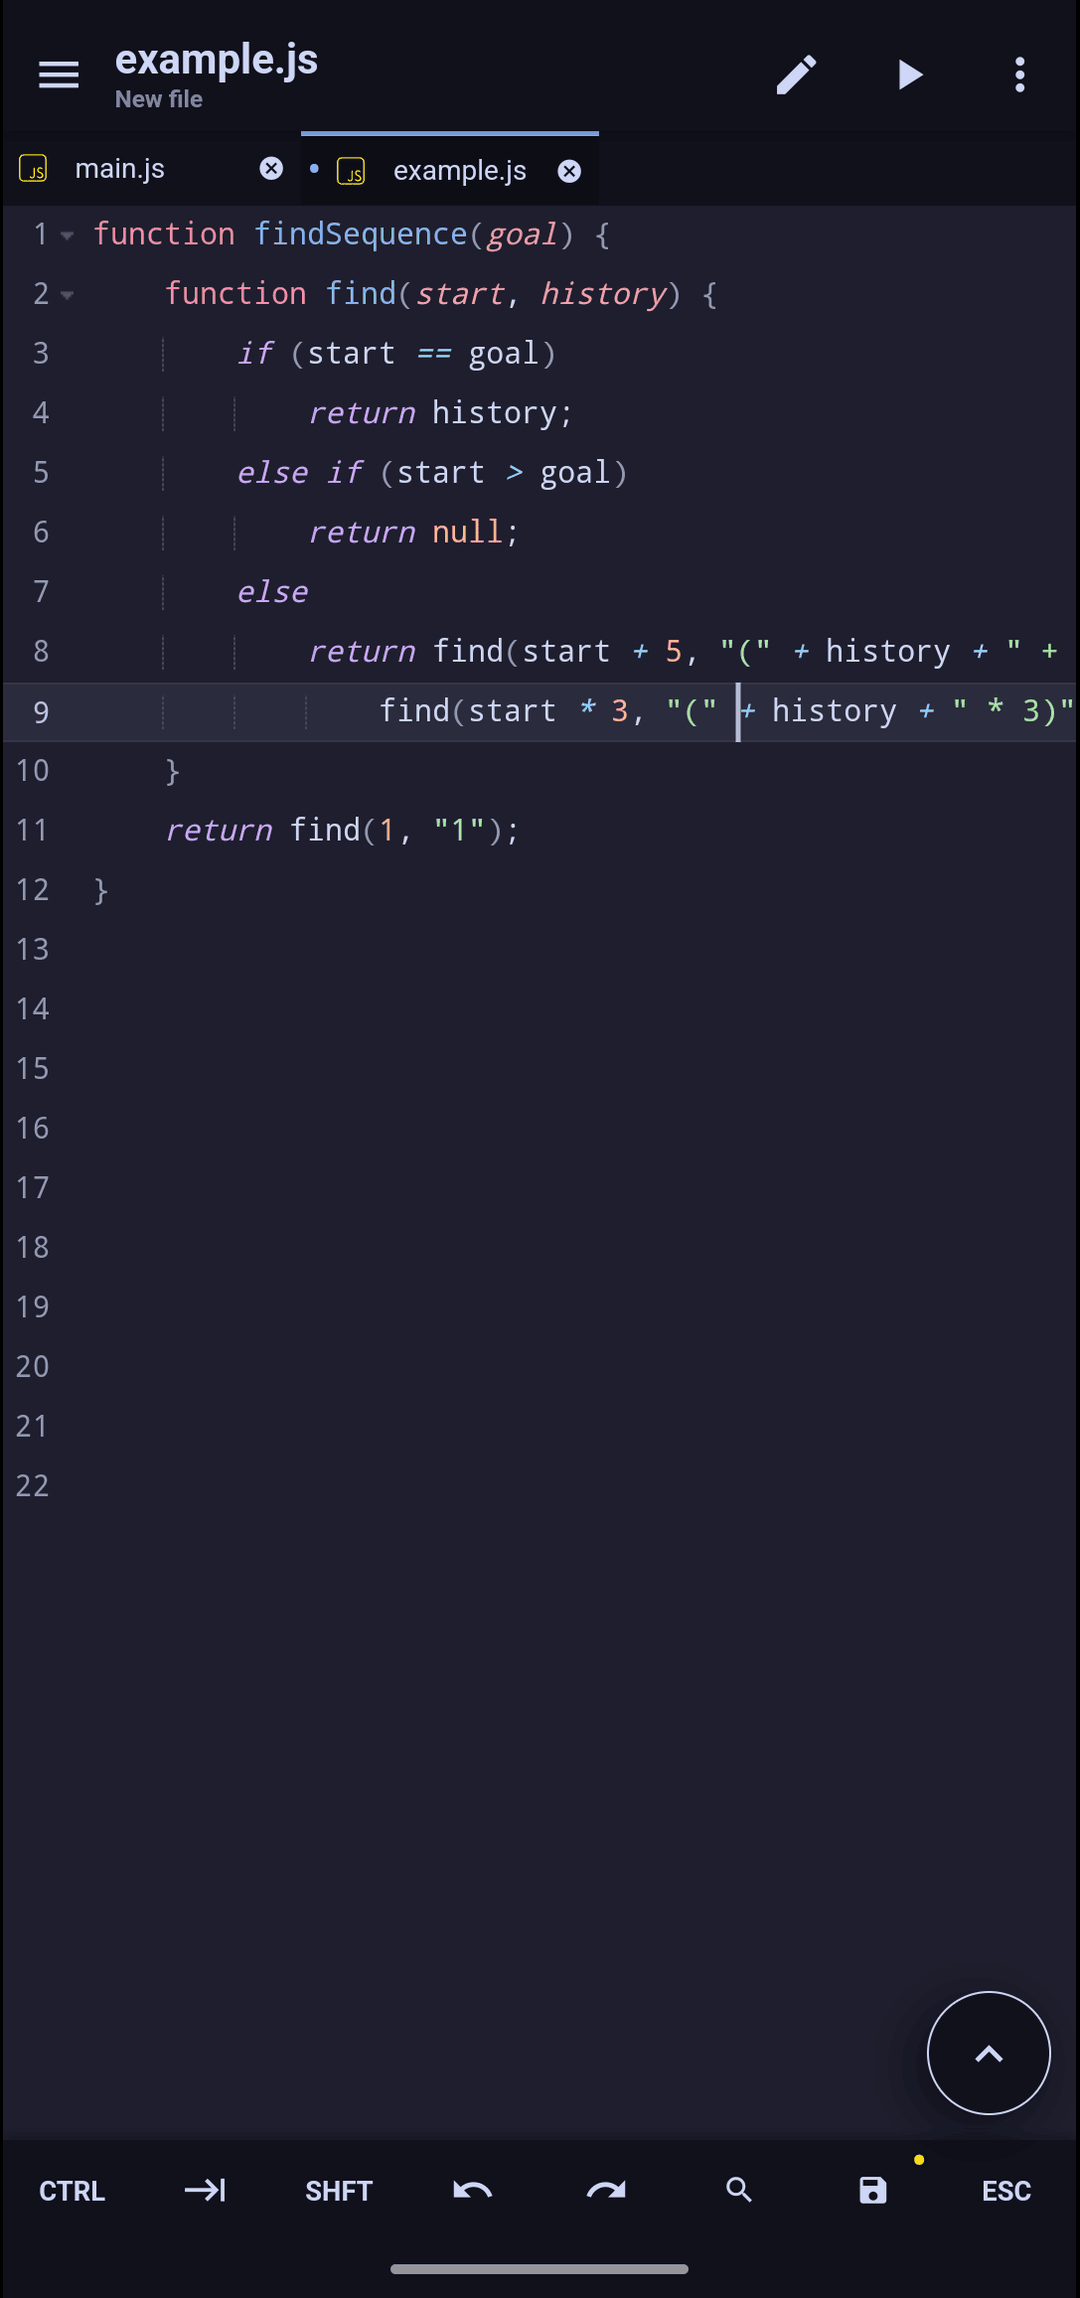 example.js
New file
main.js
example.js
1 function findSequence(goal) {
2     function find(start, history) {
3         if (start == goal)
4             return history;
5         else if (start > goal)
6             return null;
7         else
8             return find(start + 5, "(" + history + " +
9                 find(start * 3, "(" + history + " * 3)"
10     }
11     return find(1, "1");
12 }
13
14
15
16
17
18
19
20
21
22
CTRL SHFT ESC